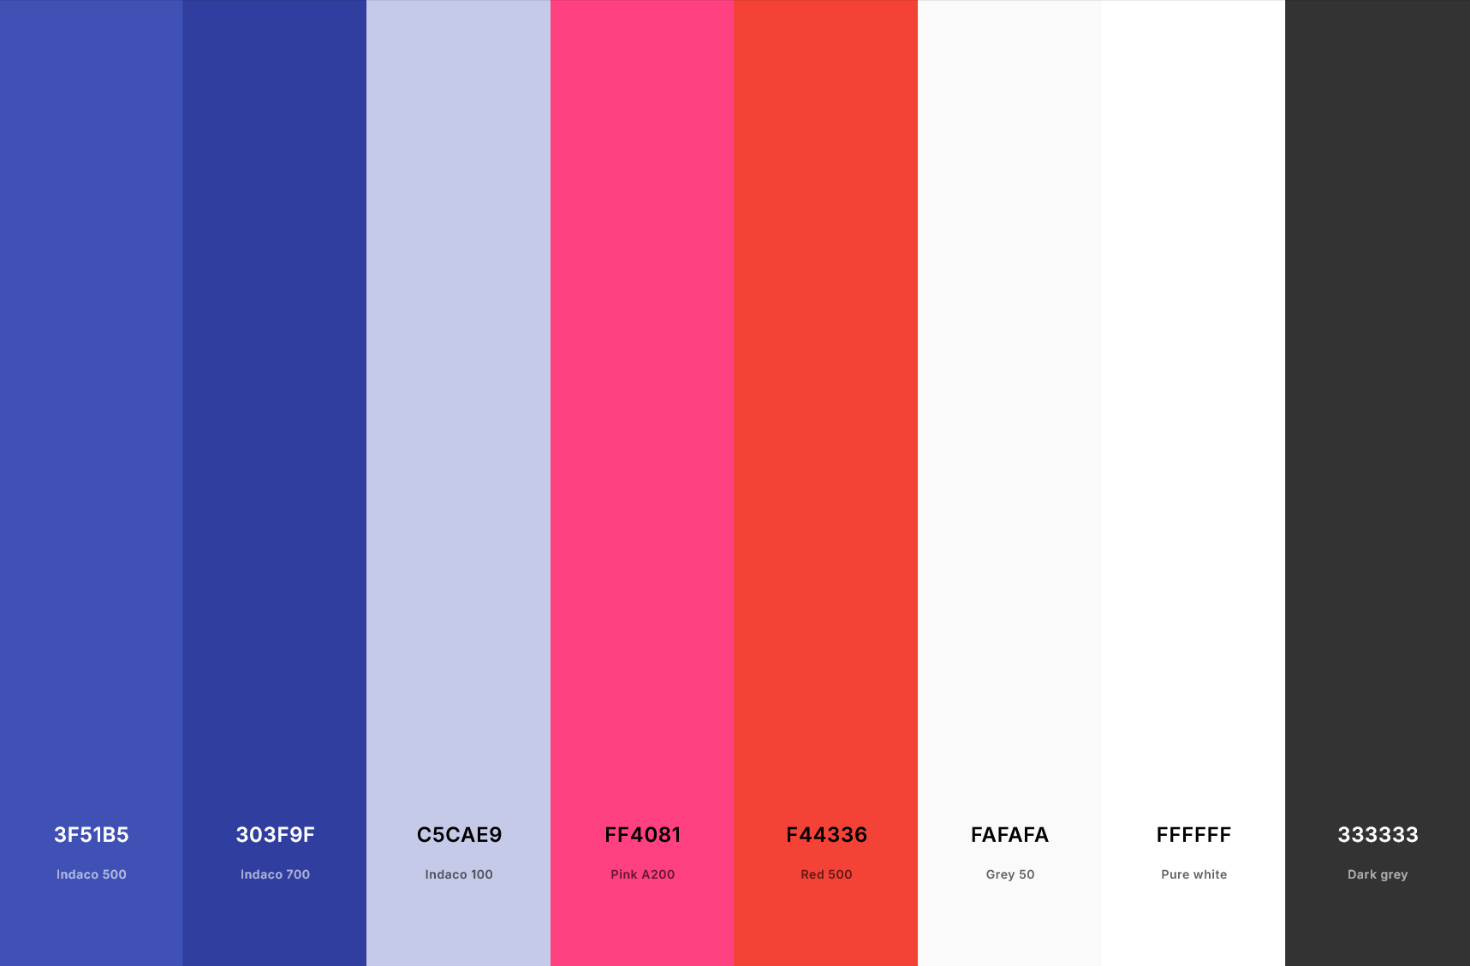 3F51B5
Indaco 500
303F9F
Indaco 700
C5CAE9
Indaco 100
FF4081
Pink A200
F44336
Red 500
FAFAFA
Grey 50
FFFFFF
Pure white
333333
Dark grey